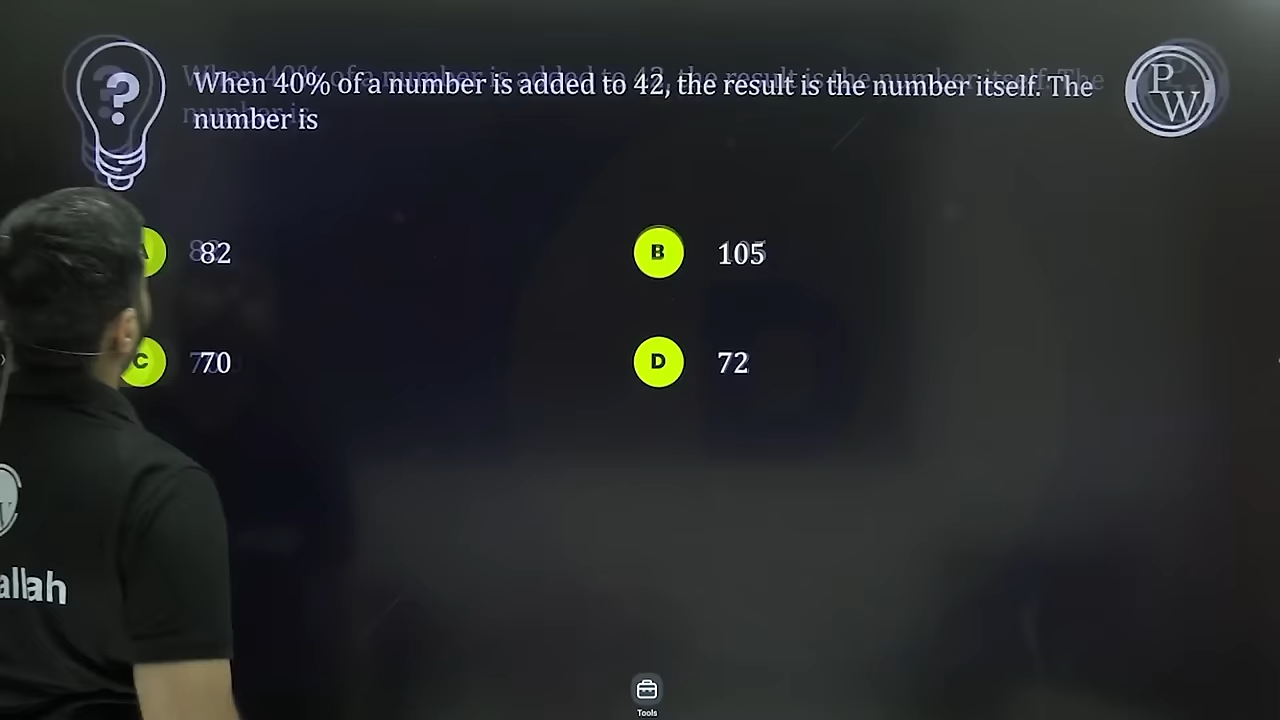 When 40% of a number is added to 42, the result is the number itself. The
number is
P
W
A 82
B 105
C 70
D 72
W
allah
Tools